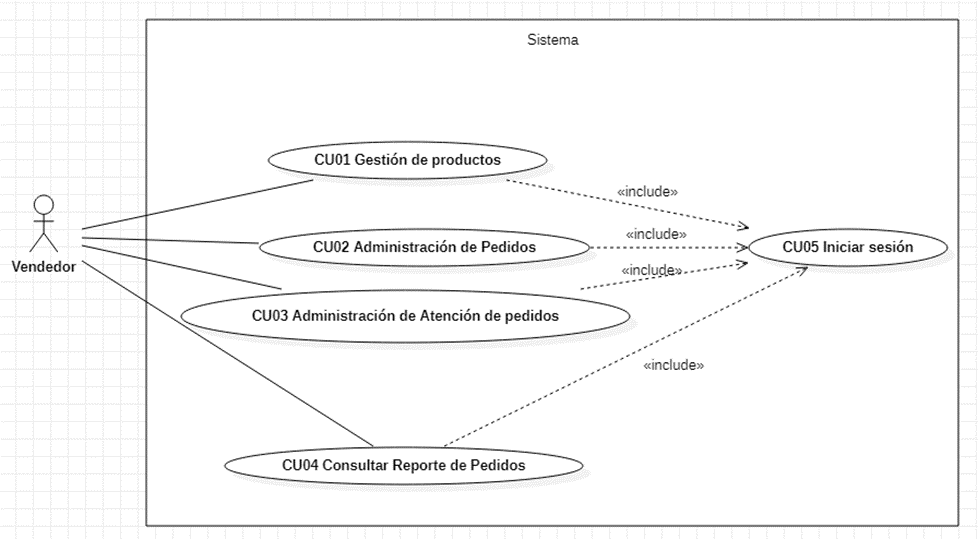 Sistema
CU01 Gestión de productos
«include»
Vendedor
CU02 Administración de Pedidos
«include»
CU05 Iniciar sesión
«include»
CU03 Administración de Atención de pedidos
«include»
CU04 Consultar Reporte de Pedidos